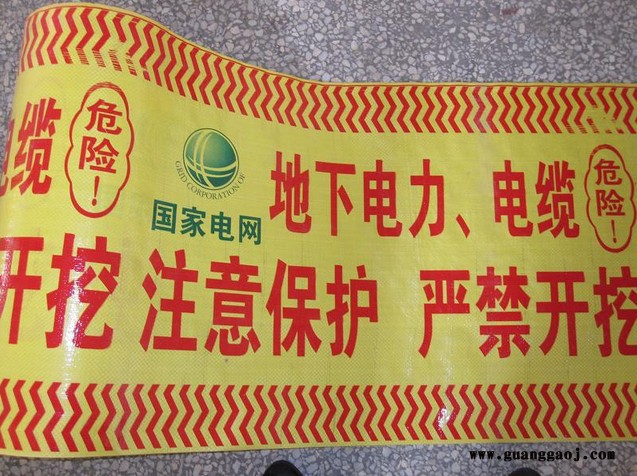 电缆
危险！
GRID CORPORATION OF
国家电网
地下电力、电缆
危险！
开挖
注意保护
严禁开挖
www.guanggaoj.com